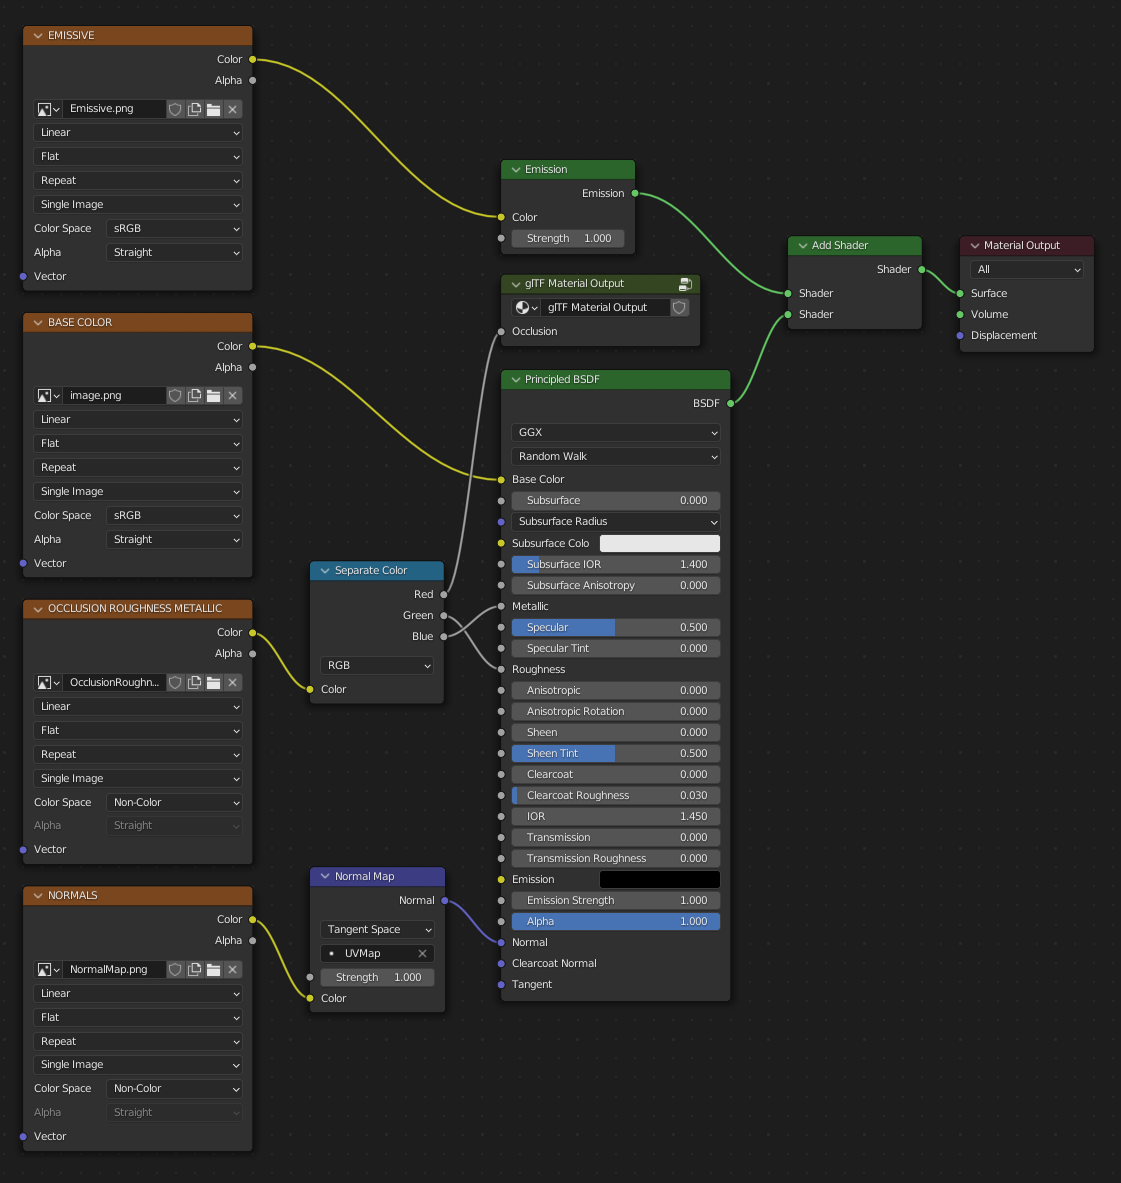 EMISSIVE
Color
Alpha
Emissive.png
Linear
Flat
Repeat
Single Image
Color Space sRGB
Alpha Straight
Vector
BASE COLOR
Color
Alpha
image.png
Linear
Flat
Repeat
Single Image
Color Space sRGB
Alpha Straight
Vector
OCCLUSION ROUGHNESS METALLIC
Color
Alpha
OcclusionRoughn...
Linear
Flat
Repeat
Single Image
Color Space Non-Color
Alpha Straight
Vector
NORMALS
Color
Alpha
NormalMap.png
Linear
Flat
Repeat
Single Image
Color Space Non-Color
Alpha Straight
Vector
Separate Color
Red
Green
Blue
RGB
Color
Normal Map
Normal
Tangent Space
UVMap
Strength 1.000
Color
Emission
Emission
Color
Strength 1.000
glTF Material Output
glTF Material Output
Occlusion
Principled BSDF
BSDF
GGX
Random Walk
Base Color
Subsurface 0.000
Subsurface Radius
Subsurface Colo
Subsurface IOR 1.400
Subsurface Anisotropy 0.000
Metallic
Specular 0.500
Specular Tint 0.000
Roughness
Anisotropic 0.000
Anisotropic Rotation 0.000
Sheen 0.000
Sheen Tint 0.500
Clearcoat 0.000
Clearcoat Roughness 0.030
IOR 1.450
Transmission 0.000
Transmission Roughness 0.000
Emission
Emission Strength 1.000
Alpha 1.000
Normal
Clearcoat Normal
Tangent
Add Shader
Shader
Shader
Shader
Material Output
All
Surface
Volume
Displacement